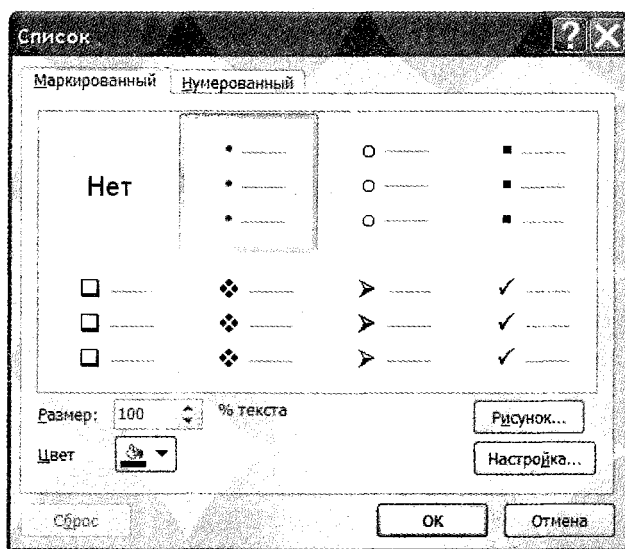 Список
Маркированный Нумерованный
Нет
Размер: 100 % текста
Рисунок...
Цвет
Настройка...
Сброс ОК Отмена